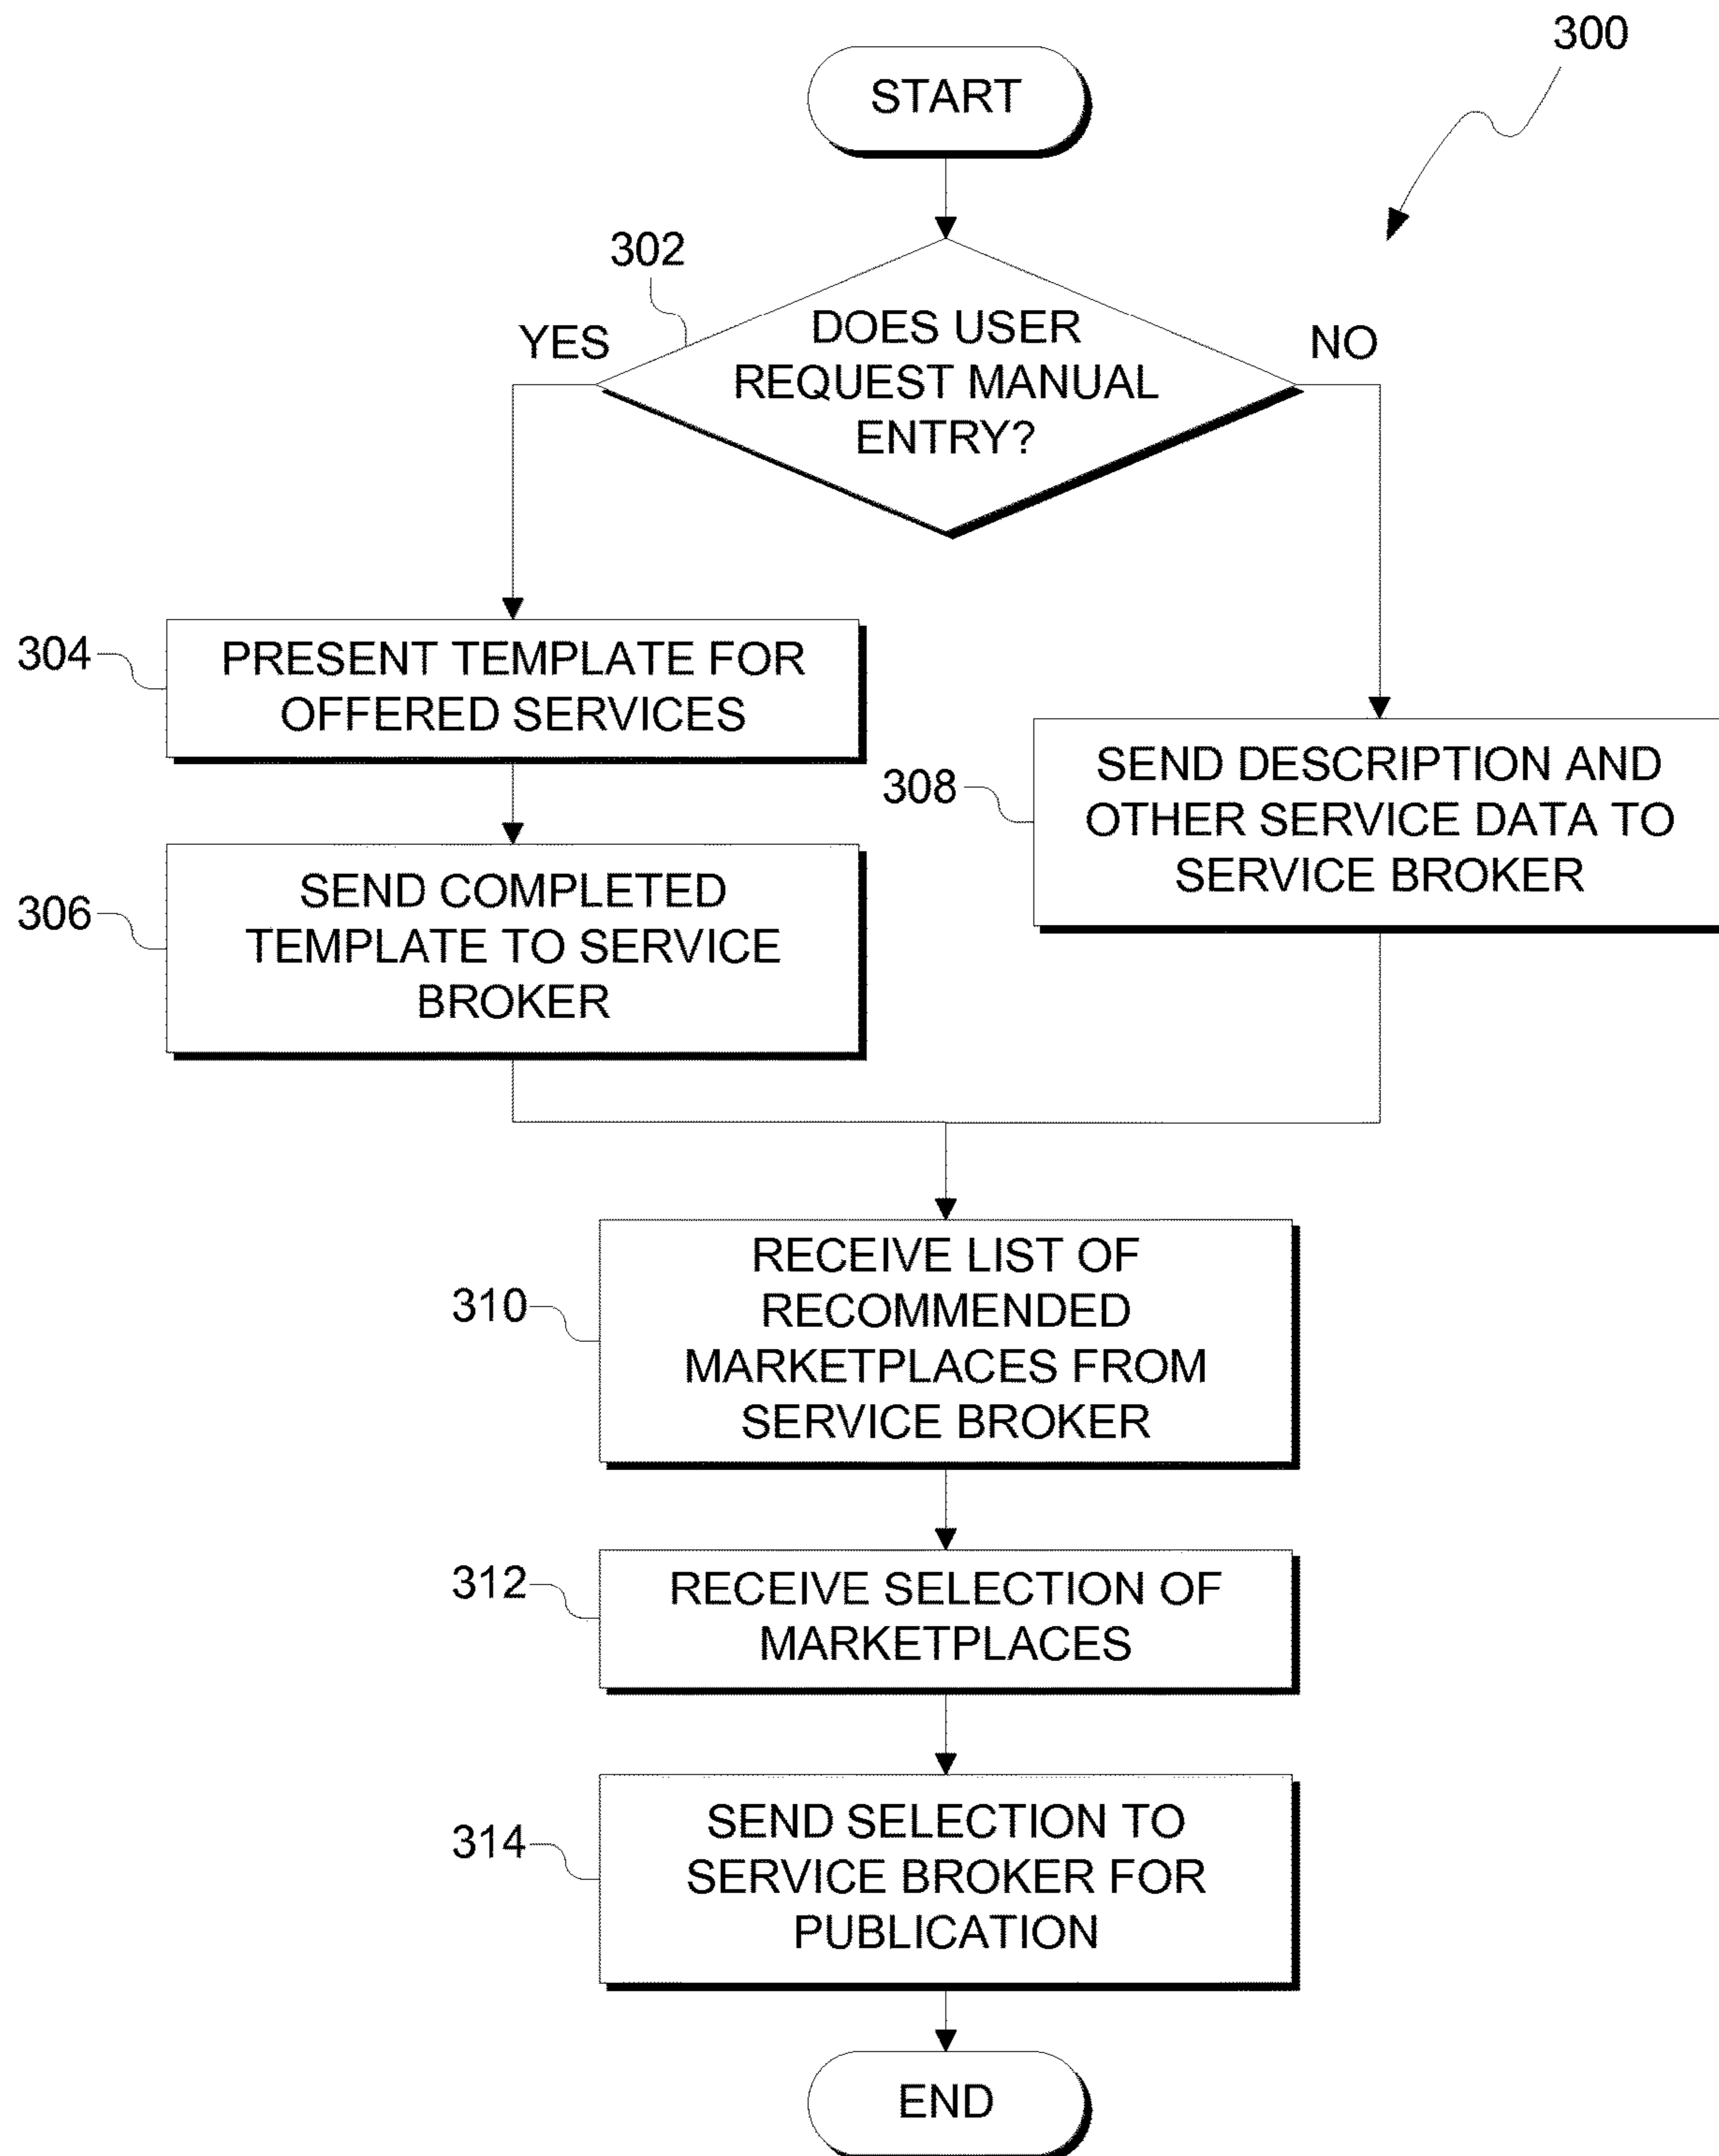 300
START
302
YES
NO
DOES USER
REQUEST MANUAL
ENTRY?
304
PRESENT TEMPLATE FOR
OFFERED SERVICES
308
SEND DESCRIPTION AND
OTHER SERVICE DATA TO
SERVICE BROKER
306
SEND COMPLETED
TEMPLATE TO SERVICE
BROKER
310
RECEIVE LIST OF
RECOMMENDED
MARKETPLACES FROM
SERVICE BROKER
312
RECEIVE SELECTION OF
MARKETPLACES
314
SEND SELECTION TO
SERVICE BROKER FOR
PUBLICATION
END